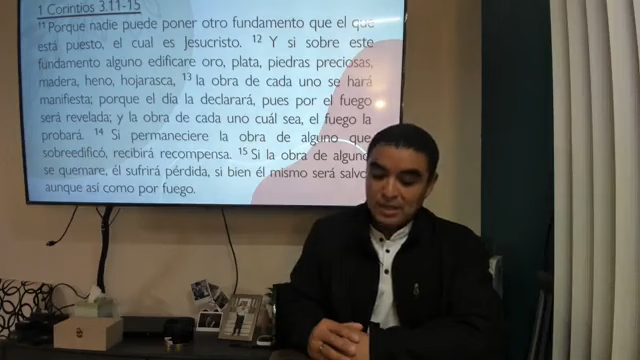 1 Corintios 3.11-15
11 Porque nadie puede poner otro fundamento que el que
está puesto, el cual es Jesucristo. 12 Y si sobre este
fundamento alguno edificare oro, plata, piedras preciosas,
madera, heno, hojarasca, 13 la obra de cada uno se hará
manifiesta; porque el día la declarará, pues por el fuego
será revelada; y la obra de cada uno cuál sea, el fuego la
probará. 14 Si permaneciere la obra de alguno que
sobreedificó, recibirá recompensa. 15 Si la obra de alguno
se quemare, él sufrirá pérdida, si bien él mismo será salvo,
aunque así como por fuego.